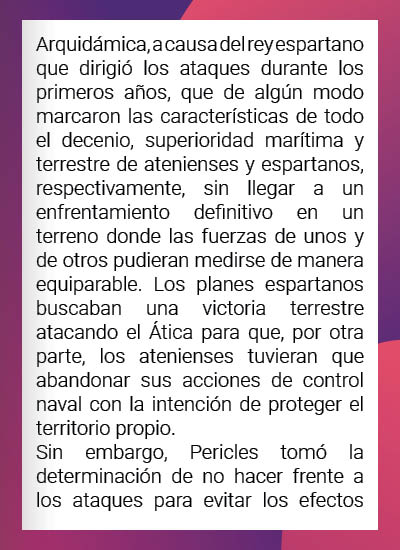 Arquidámica, a causa del rey espartano
que dirigió los ataques durante los
primeros años, que de algún modo
marcaron las características de todo
el decenio, superioridad marítima y
terrestre de atenienses y espartanos,
respectivamente, sin llegar a un
enfrentamiento definitivo en un
terreno donde las fuerzas de unos y
de otros pudieran medirse de manera
equiparable. Los planes espartanos
buscaban una victoria terrestre
atacando el Ática para que, por otra
parte, los atenienses tuvieran que
abandonar sus acciones de control
naval con la intención de proteger el
territorio propio.
Sin embargo, Pericles tomó la
determinación de no hacer frente a
los ataques para evitar los efectos